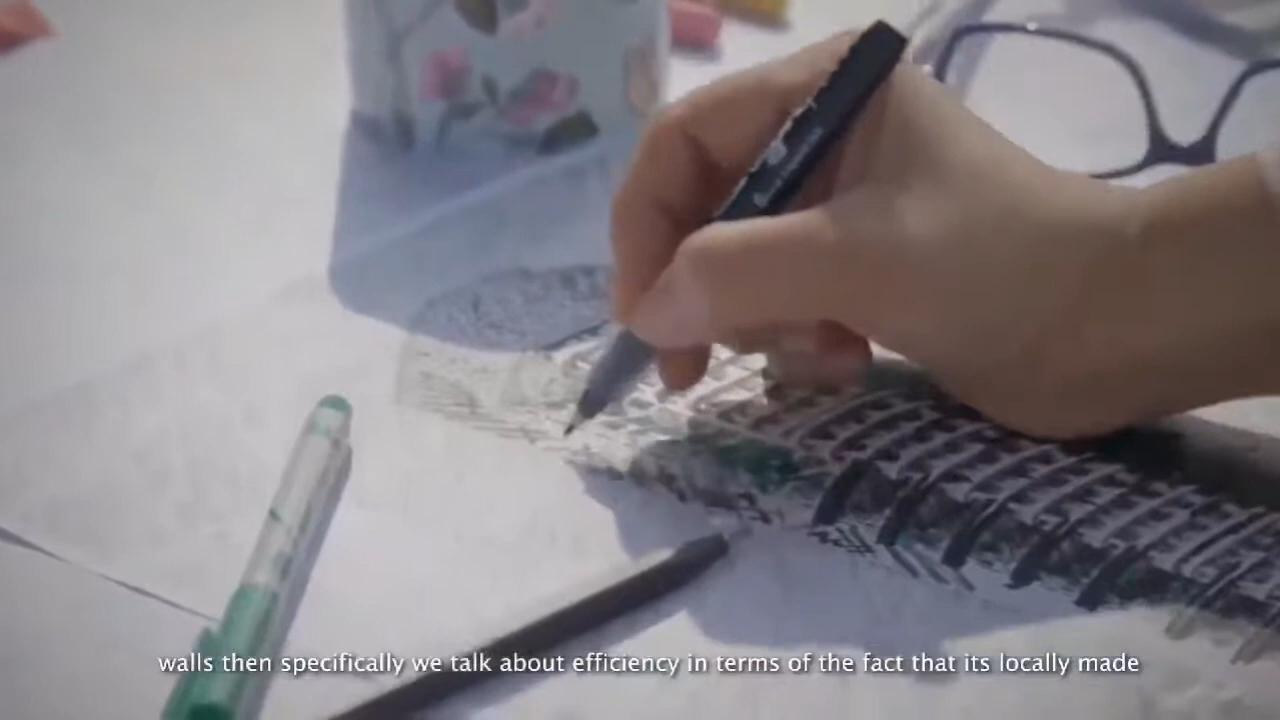 walls then specifically we talk about efficiency in terms of the fact that its locally made